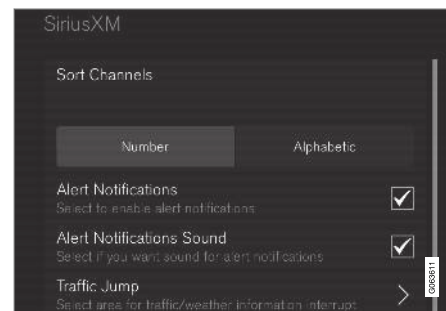 SiriusXM
Sort Channels
Number
Alphabetic
Alert Notifications
Select to enable alert notifications
Alert Notifications Sound
Select if you want sound for alert notifications
Traffic Jump
Select area for traffic/weather information interrupt
G063611